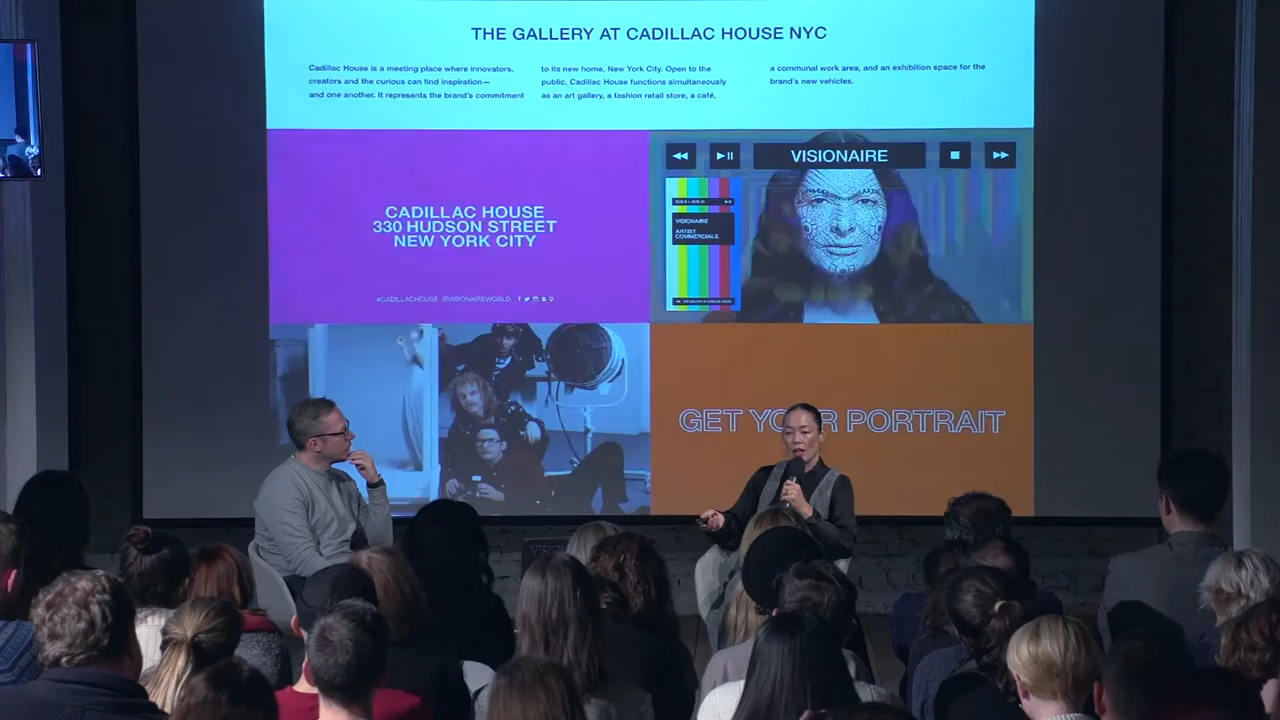 THE GALLERY AT CADILLAC HOUSE NYC
Cadillac House is a meeting place where innovators,
creators and the curious can find inspiration—
and one another. It represents the brand's commitment
to its new home, New York City. Open to the
public, Cadillac House functions simultaneously
as an art gallery, a fashion retail store, a café,
a communal work area, and an exhibition space for the
brand's new vehicles.
CADILLAC HOUSE
330 HUDSON STREET
NEW YORK CITY
#CADILLACHOUSE @VISIONAIREWORLD
VISIONAIRE
VISIONAIRE
ARTIST
COMMERCIALS
GET YOUR PORTRAIT